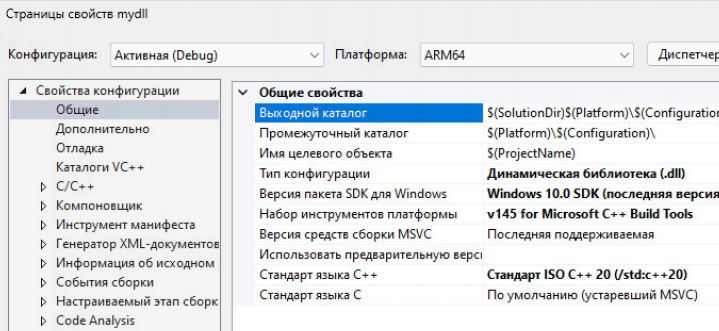 Страницы свойств mydll
Конфигурация: Активная (Debug) Платформа: ARM64 Диспетчер
Свойства конфигурации
Общие
Дополнительно
Отладка
Каталоги VC++
C/C++
Компоновщик
Инструмент манифеста
Генератор XML-документов
Информация об исходном
События сборки
Настраиваемый этап сборк
Code Analysis
Общие свойства
Выходной каталог $(SolutionDir)$(Platform)\$(Configuration
Промежуточный каталог $(Platform)\$(Configuration)\
Имя целевого объекта $(ProjectName)
Тип конфигурации Динамическая библиотека (.dll)
Версия пакета SDK для Windows Windows 10.0 SDK (последняя версия
Набор инструментов платформы v145 for Microsoft C++ Build Tools
Версия средств сборки MSVC Последняя поддерживаемая
Использовать предварительную верс
Стандарт языка C++ Стандарт ISO C++ 20 (/std:c++20)
Стандарт языка C По умолчанию (устаревший MSVC)